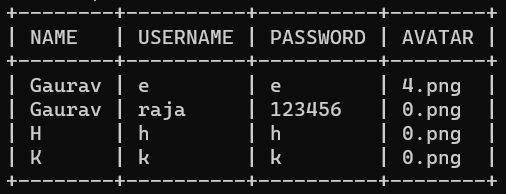 +--------+----------+----------+--------+
| NAME   | USERNAME | PASSWORD | AVATAR |
+--------+----------+----------+--------+
| Gaurav | e        | e        | 4.png  |
| Gaurav | raja     | 123456   | 0.png  |
| H      | h        | h        | 0.png  |
| K      | k        | k        | 0.png  |
+--------+----------+----------+--------+